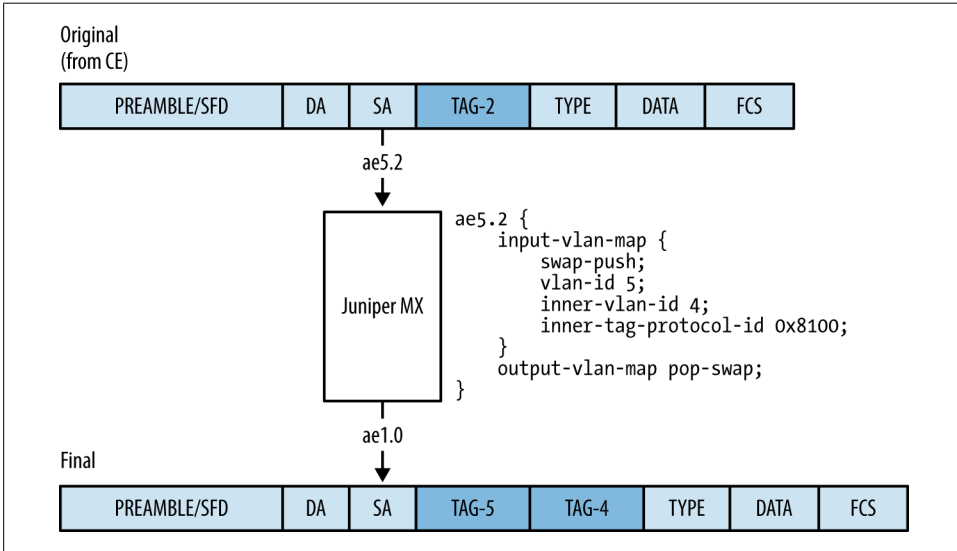 Original
(from CE)
PREAMBLE/SFD DA SA TAG-2 TYPE DATA FCS
ae5.2
Juniper MX
ae5.2 {
    input-vlan-map {
        swap-push;
        vlan-id 5;
        inner-vlan-id 4;
        inner-tag-protocol-id 0x8100;
    }
    output-vlan-map pop-swap;
}
ae1.0
Final
PREAMBLE/SFD DA SA TAG-5 TAG-4 TYPE DATA FCS